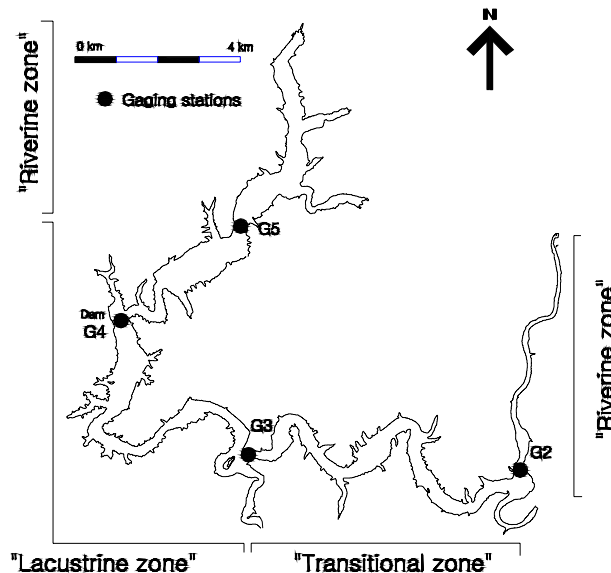 N
0 km 4 km
Gaging stations
"Riverine zone"
G5
Dam
G4
"Riverine zone"
G3
G2
"Lacustrine zone" "Transitional zone"